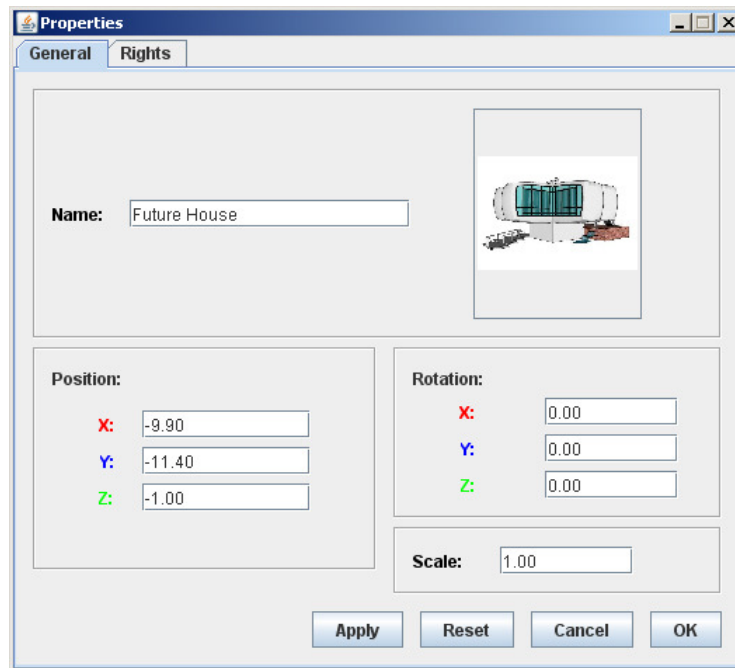 Properties
General Rights
Name: Future House
Position:
X: -9.90
Y: -11.40
Z: -1.00
Rotation:
X: 0.00
Y: 0.00
Z: 0.00
Scale: 1.00
Apply Reset Cancel OK